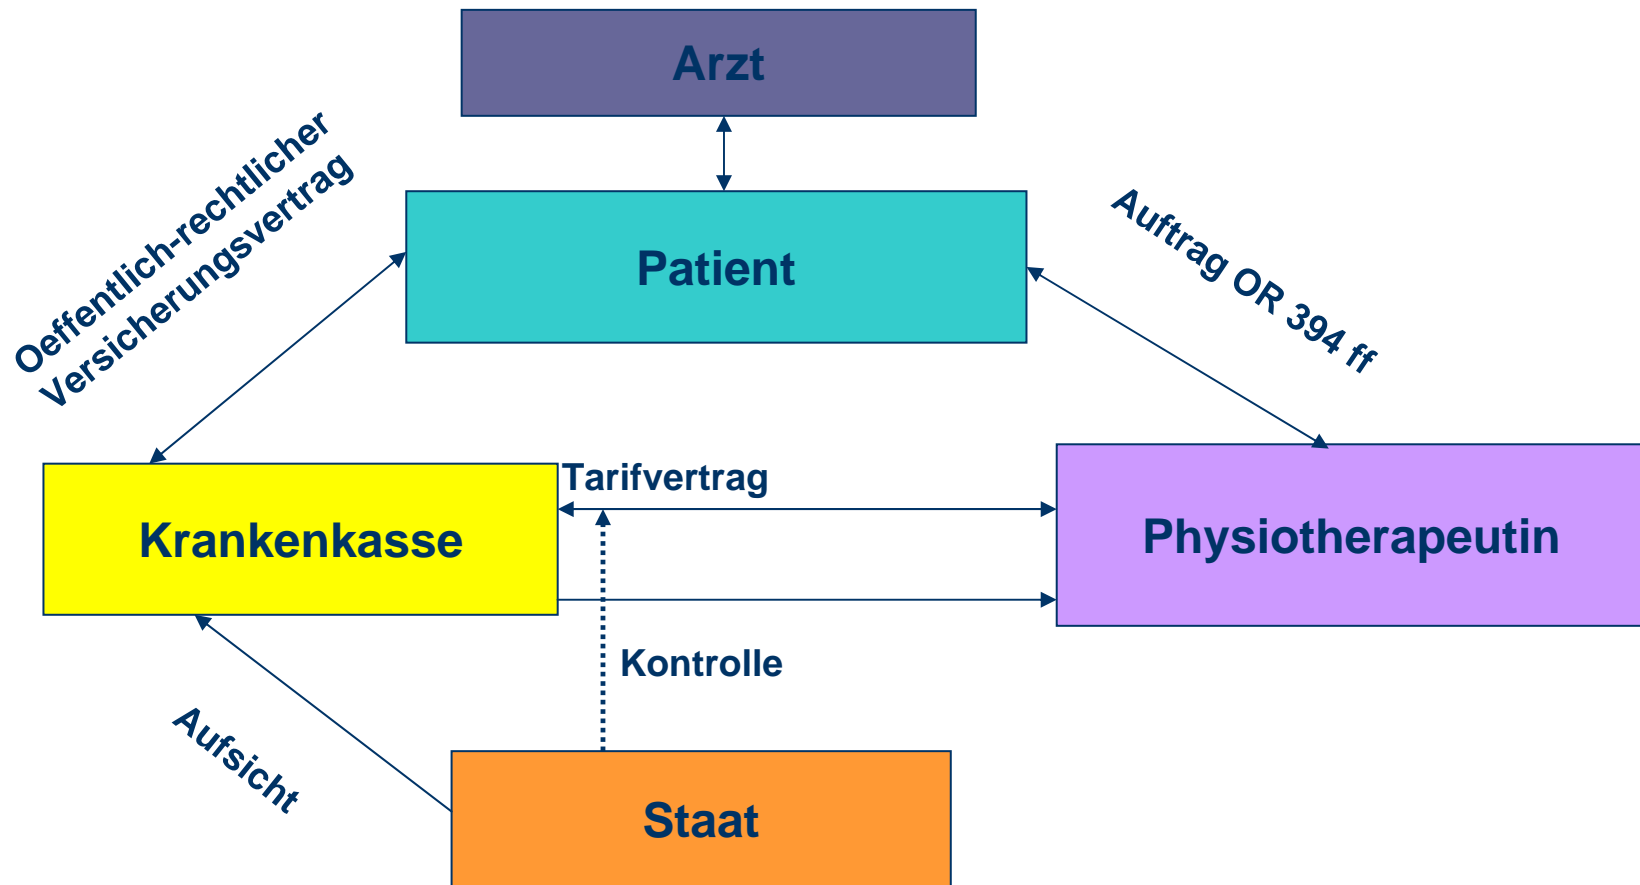 Arzt
Oeffentlich-rechtlicher
Versicherungsvertrag
Patient
Auftrag OR 394 ff
Tarifvertrag
Krankenkasse
Physiotherapeutin
Kontrolle
Aufsicht
Staat